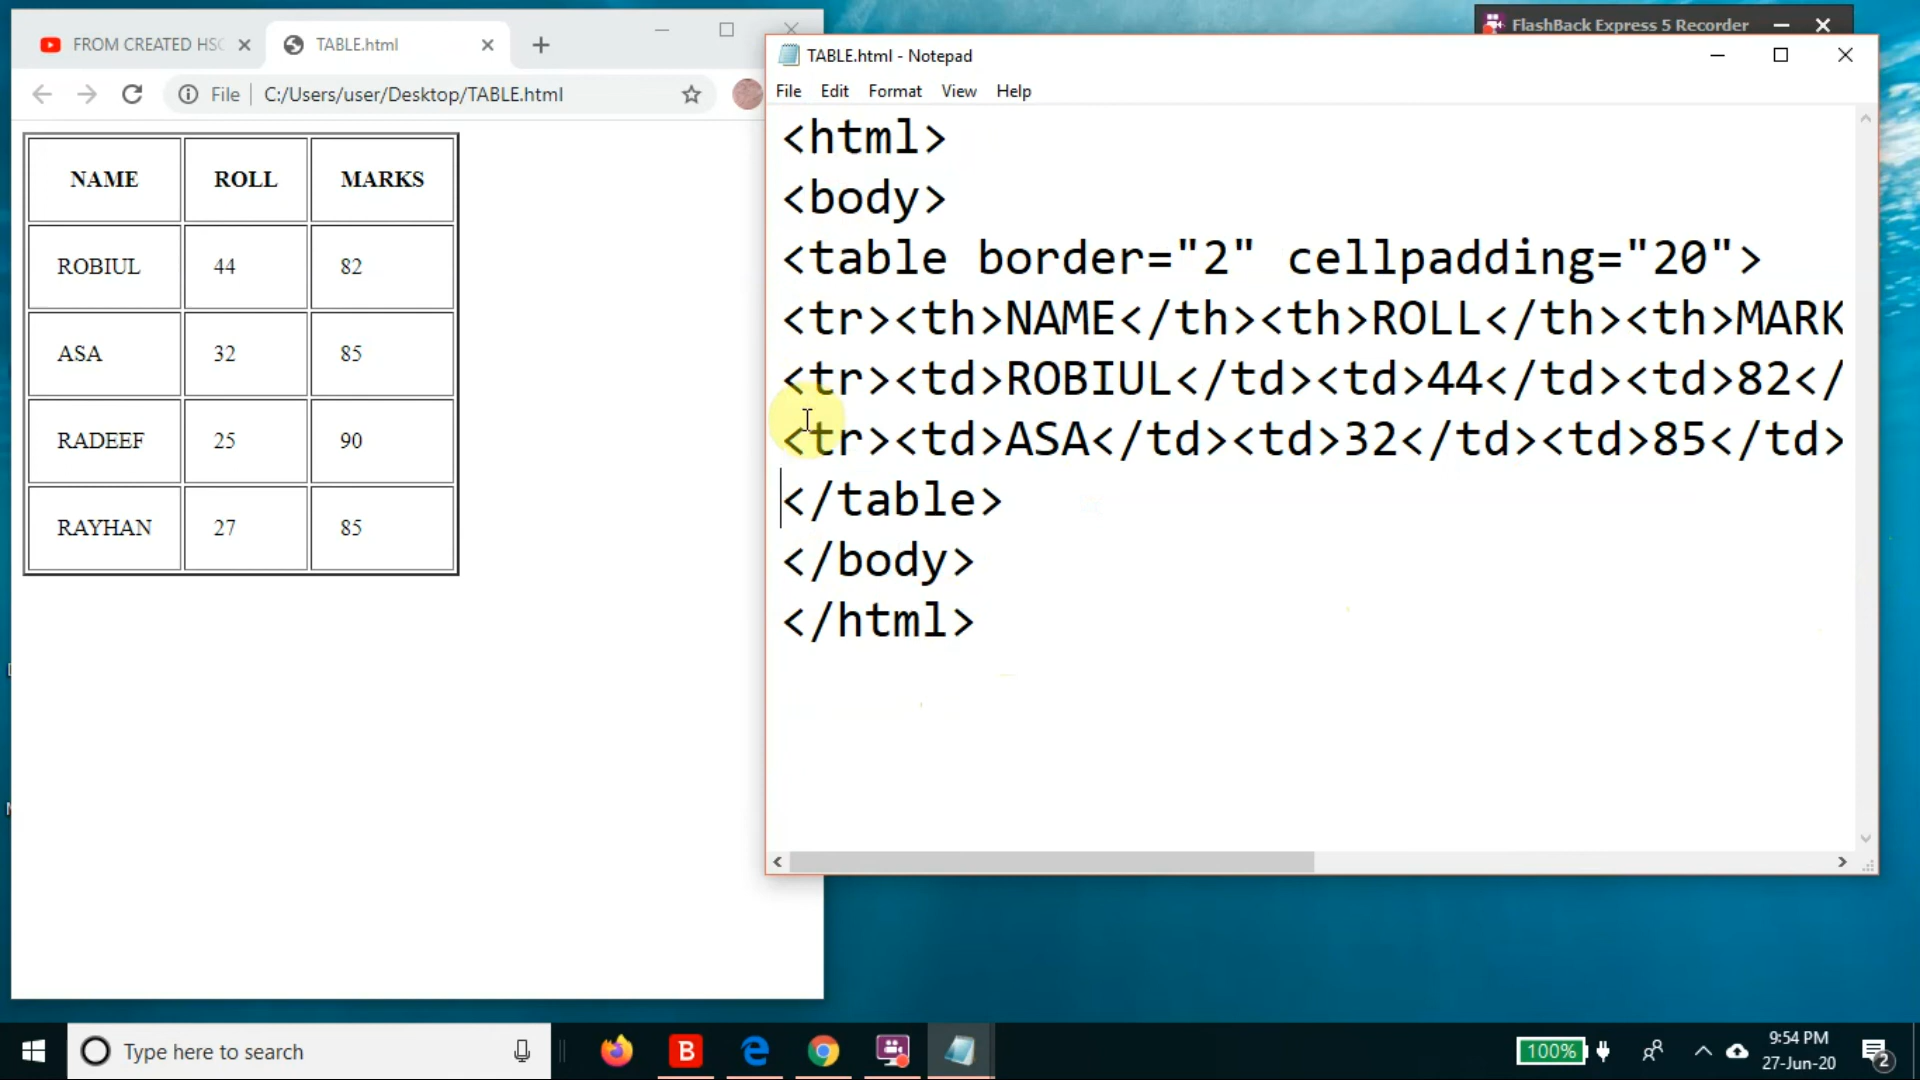 FROM CREATED HSC
TABLE.html
File
C:/Users/user/Desktop/TABLE.html
NAME ROLL MARKS
ROBIUL 44 82
ASA 32 85
RADEEF 25 90
RAYHAN 27 85
FlashBack Express 5 Recorder
TABLE.html - Notepad
File Edit Format View Help
<html>
<body>
<table border="2" cellpadding="20">
<tr><th>NAME</th><th>ROLL</th><th>MARK
<tr><td>ROBIUL</td><td>44</td><td>82</
<tr><td>ASA</td><td>32</td><td>85</td>
</table>
</body>
</html>
Type here to search
B
100%
9:54 PM
27-Jun-20
2